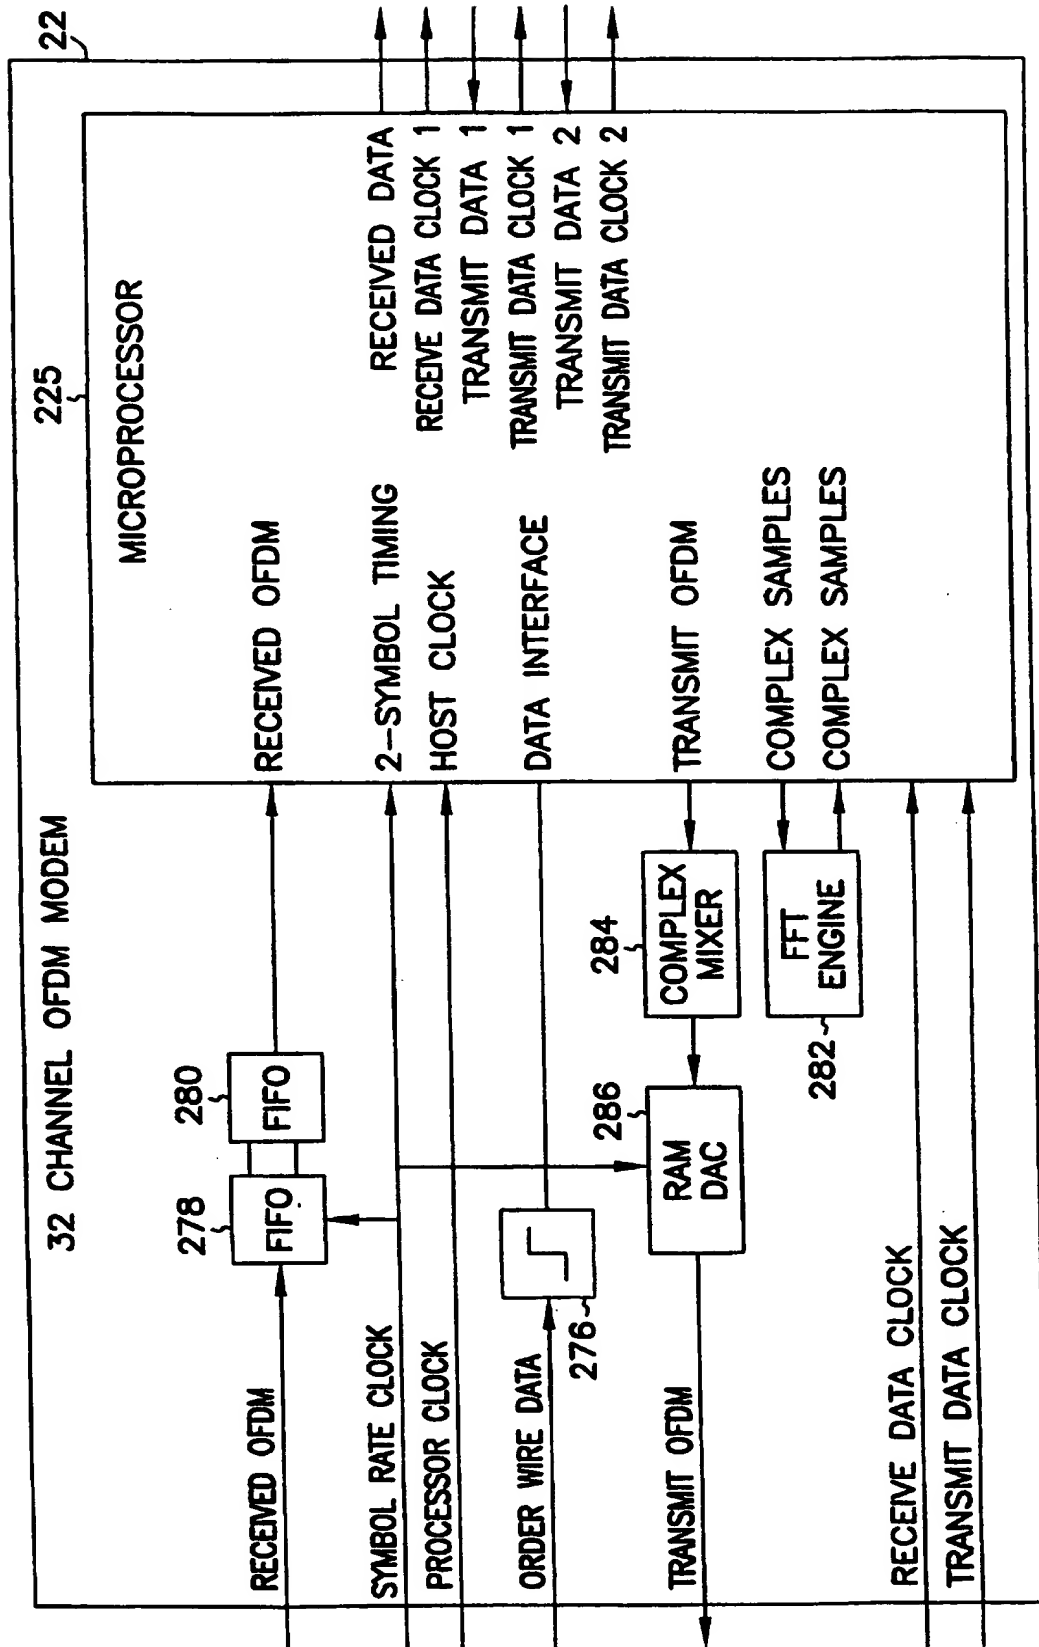 32 CHANNEL OFDM MODEM
22
225
MICROPROCESSOR
RECEIVED OFDM
278
FIFO
280
FIFO
RECEIVED OFDM
RECEIVED DATA
SYMBOL RATE CLOCK
2-SYMBOL TIMING
RECEIVE DATA CLOCK 1
PROCESSOR CLOCK
HOST CLOCK
TRANSMIT DATA 1
ORDER WIRE DATA
276
DATA INTERFACE
TRANSMIT DATA CLOCK 1
TRANSMIT DATA 2
TRANSMIT DATA CLOCK 2
TRANSMIT OFDM
286
RAM
DAC
284
COMPLEX
MIXER
TRANSMIT OFDM
282
FFT
ENGINE
COMPLEX SAMPLES
COMPLEX SAMPLES
RECEIVE DATA CLOCK
TRANSMIT DATA CLOCK